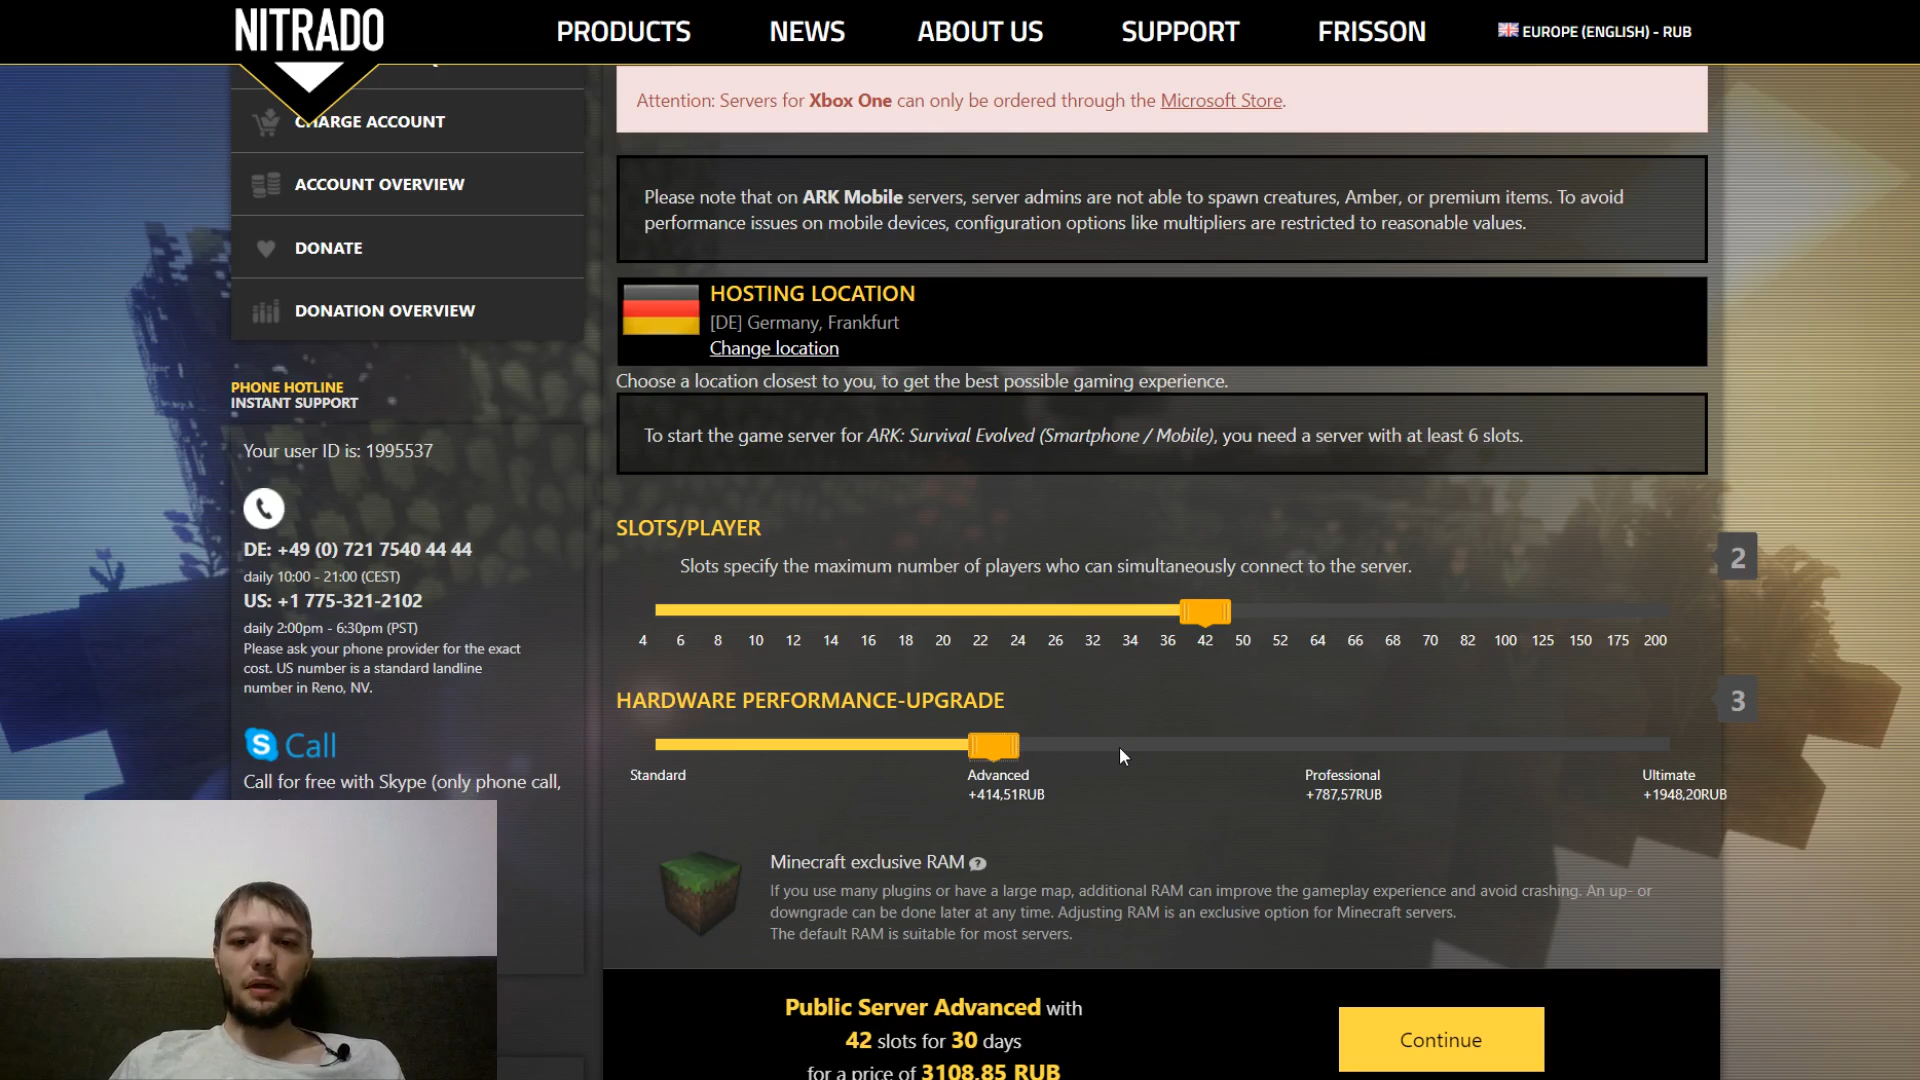 NITRADO
PRODUCTS
NEWS
ABOUT US
SUPPORT
FRISSON
EUROPE (ENGLISH) - RUB
CHARGE ACCOUNT
ACCOUNT OVERVIEW
DONATE
DONATION OVERVIEW
PHONE HOTLINE
INSTANT SUPPORT
Your user ID is: 1995537
DE: +49 (0) 721 7540 44 44
daily 10:00 - 21:00 (CEST)
US: +1 775-321-2102
daily 2:00pm - 6:30pm (PST)
Please ask your phone provider for the exact
cost. US number is a standard landline
number in Reno, NV.
Call
Call for free with Skype (only phone call,
Attention: Servers for Xbox One can only be ordered through the Microsoft Store.
Please note that on ARK Mobile servers, server admins are not able to spawn creatures, Amber, or premium items. To avoid
performance issues on mobile devices, configuration options like multipliers are restricted to reasonable values.
HOSTING LOCATION
[DE] Germany, Frankfurt
Change location
Choose a location closest to you, to get the best possible gaming experience.
To start the game server for ARK: Survival Evolved (Smartphone / Mobile), you need a server with at least 6 slots.
SLOTS/PLAYER
2
Slots specify the maximum number of players who can simultaneously connect to the server.
4 6 8 10 12 14 16 18 20 22 24 26 32 34 36 42 50 52 64 66 68 70 82 100 125 150 175 200
HARDWARE PERFORMANCE-UPGRADE
3
Standard
Advanced
+414,51RUB
Professional
+787,57RUB
Ultimate
+1948,20RUB
Minecraft exclusive RAM ?
If you use many plugins or have a large map, additional RAM can improve the gameplay experience and avoid crashing. An up- or
downgrade can be done later at any time. Adjusting RAM is an exclusive option for Minecraft servers.
The default RAM is suitable for most servers.
Public Server Advanced with
42 slots for 30 days
for a price of 3108,85 RUB
Continue